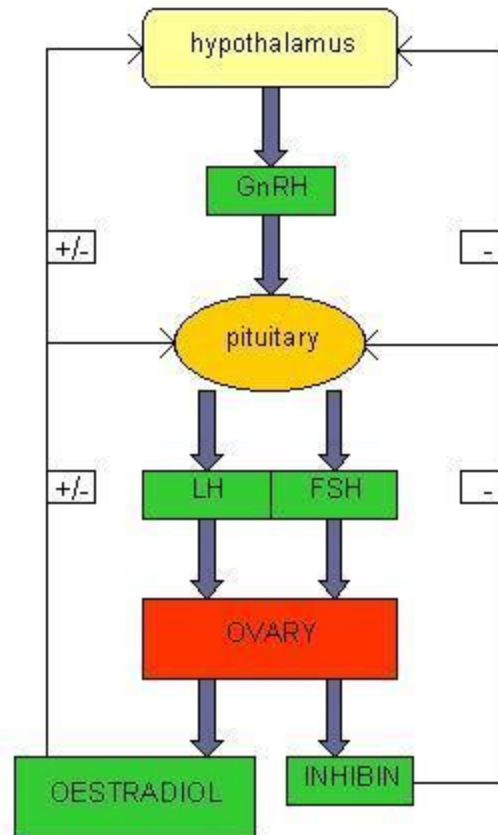 hypothalamus
GnRH
+/-
-
pituitary
+/-
LH
FSH
-
OVARY
OESTRADIOL
INHIBIN